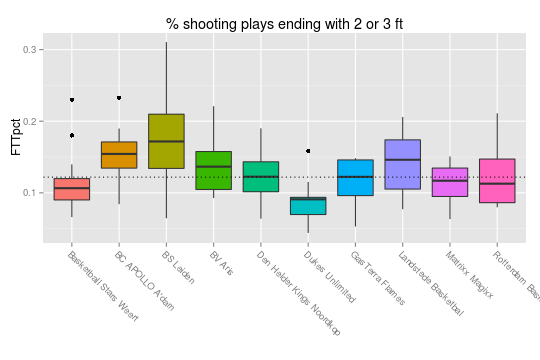 % shooting plays ending with 2 or 3 ft
FTTpct
0.3
0.2
0.1
Basketball Stars Weert
BC APOLLO A'dam
BS Leiden
BV Aris
Den Helder Kings Noordkop
Dukes Unlimited
GasTerra Flames
Landstede Basketbal
Matrixx Magixx
Rotterdam Bas